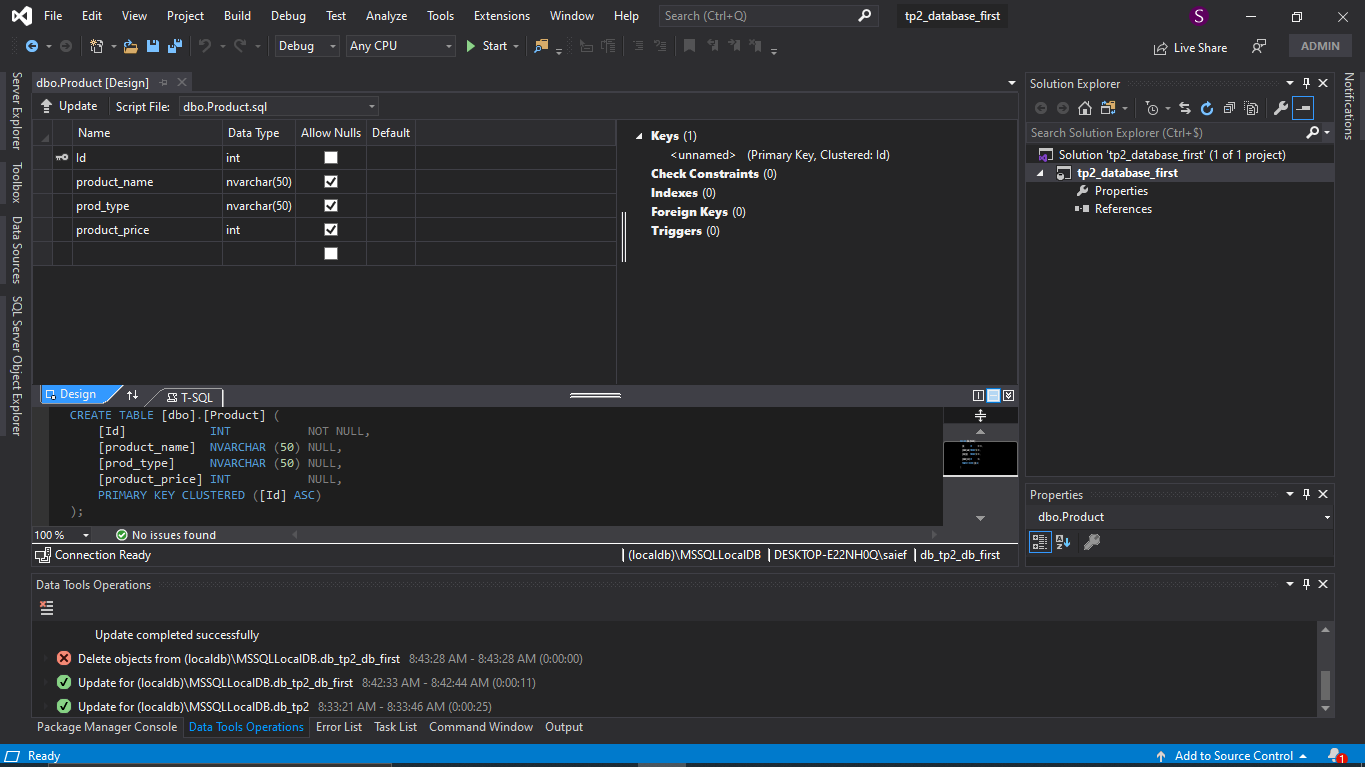 File Edit View Project Build Debug Test Analyze Tools Extensions Window Help Search (Ctrl+Q) tp2_database_first S
Debug Any CPU Start Live Share ADMIN
Server Explorer
Toolbox
Data Sources
SQL Server Object Explorer
dbo.Product [Design]
Update Script File: dbo.Product.sql
Name Data Type Allow Nulls Default
Id int
product_name nvarchar(50)
prod_type nvarchar(50)
product_price int
Keys (1)
<unnamed> (Primary Key, Clustered: Id)
Check Constraints (0)
Indexes (0)
Foreign Keys (0)
Triggers (0)
Design T-SQL
CREATE TABLE [dbo].[Product] (
[Id] INT NOT NULL,
[product_name] NVARCHAR (50) NULL,
[prod_type] NVARCHAR (50) NULL,
[product_price] INT NULL,
PRIMARY KEY CLUSTERED ([Id] ASC)
);
100 % No issues found
Connection Ready (localdb)\MSSQLLocalDB DESKTOP-E22NH0Q\saief db_tp2_db_first
Solution Explorer
Search Solution Explorer (Ctrl+$)
Solution 'tp2_database_first' (1 of 1 project)
tp2_database_first
Properties
References
Notifications
Properties
dbo.Product
Data Tools Operations
Update completed successfully
Delete objects from (localdb)\MSSQLLocalDB.db_tp2_db_first 8:43:28 AM - 8:43:28 AM (0:00:00)
Update for (localdb)\MSSQLLocalDB.db_tp2_db_first 8:42:33 AM - 8:42:44 AM (0:00:11)
Update for (localdb)\MSSQLLocalDB.db_tp2 8:33:21 AM - 8:33:46 AM (0:00:25)
Package Manager Console Data Tools Operations Error List Task List Command Window Output
Ready Add to Source Control 1